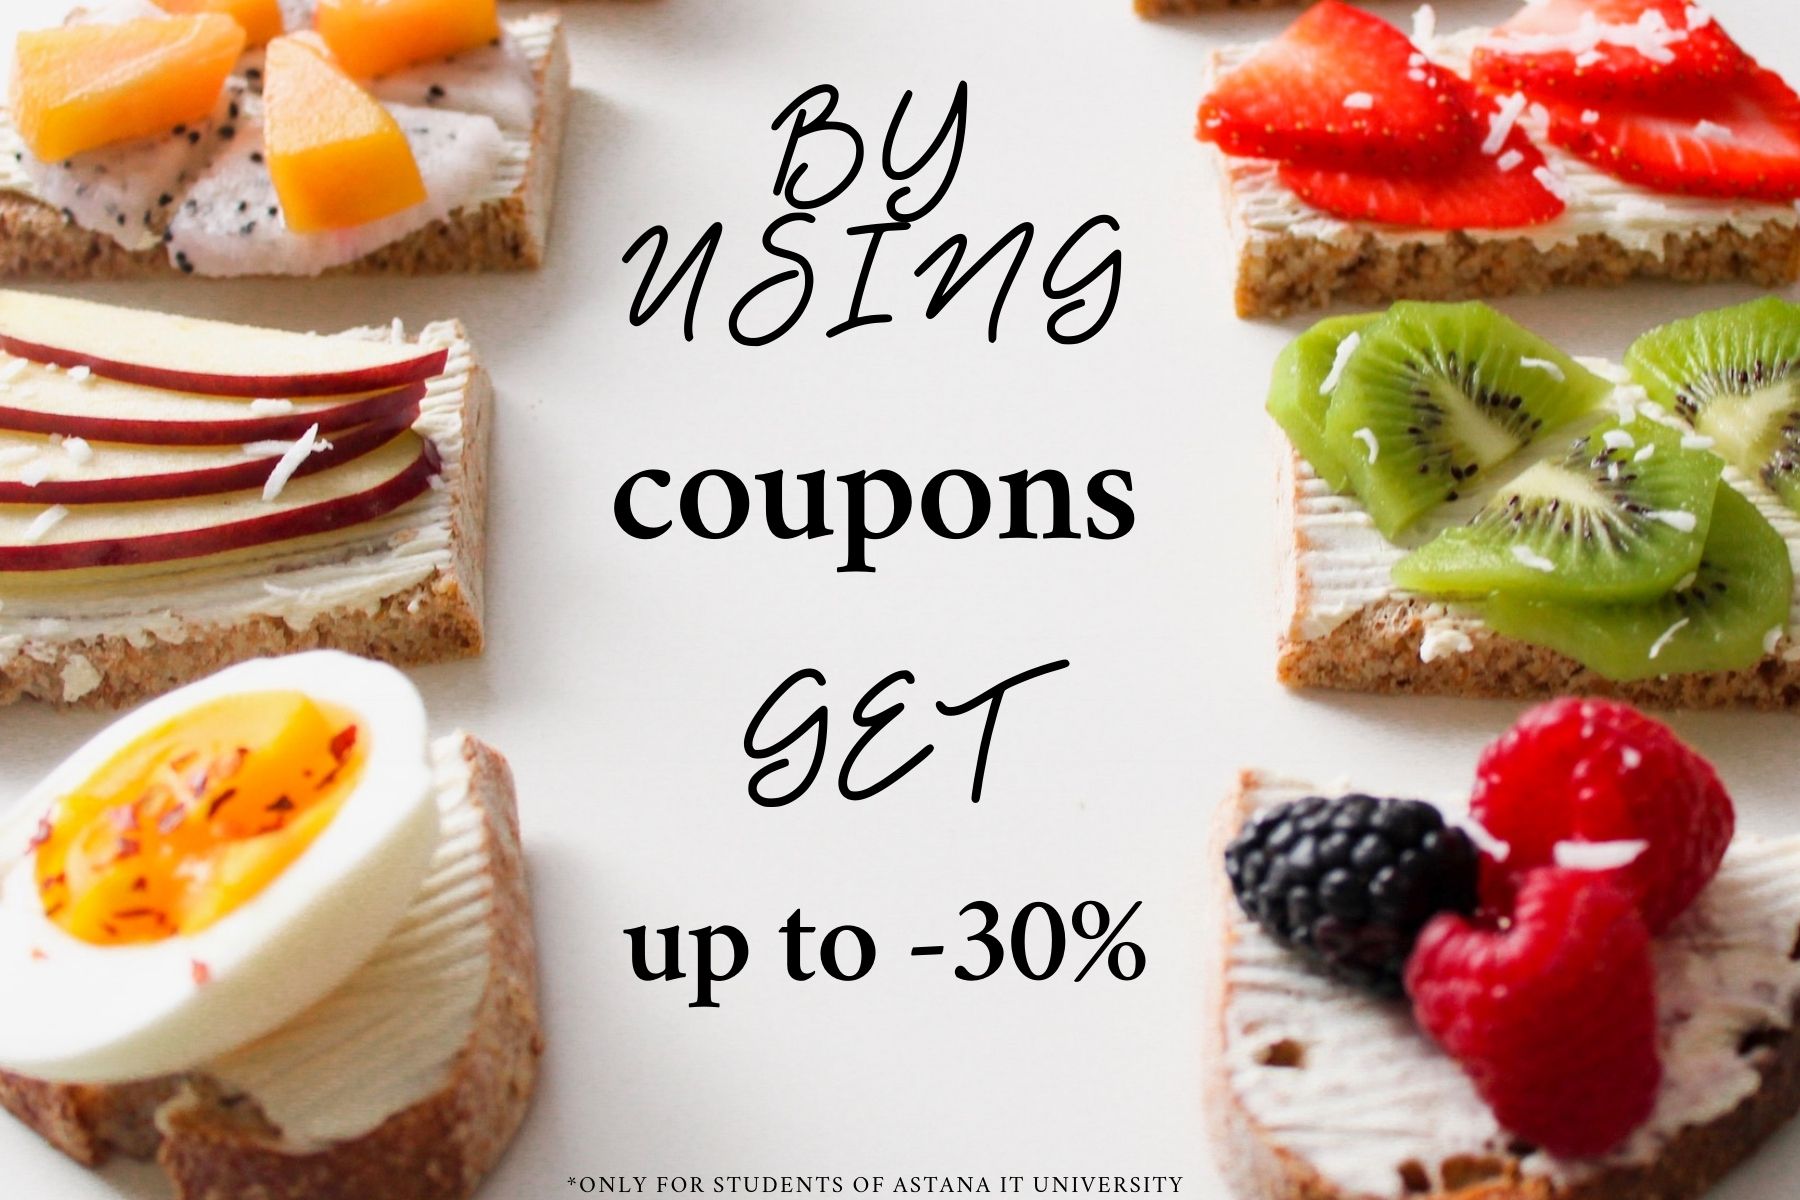 BY
USING
coupons
GET
up to -30%
*ONLY FOR STUDENTS OF ASTANA IT UNIVERSITY